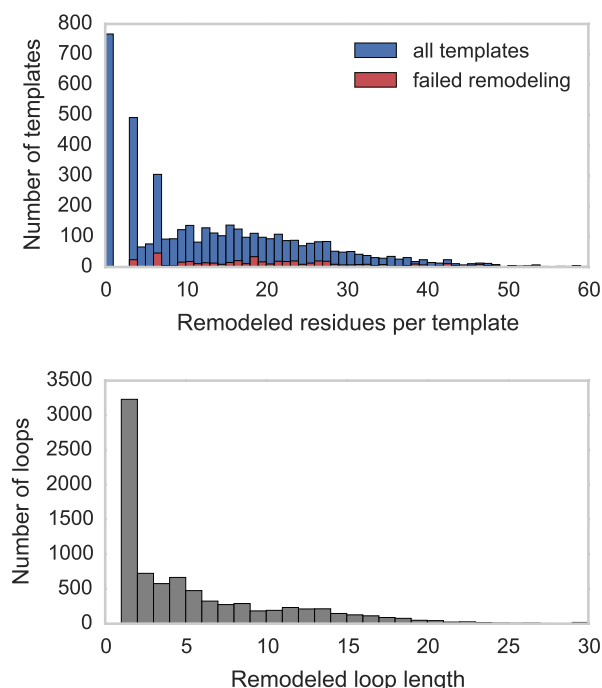 800
700
600
500
400
300
200
100
0
Number of templates
all templates
failed remodeling
0 10 20 30 40 50 60
Remodeled residues per template
3500
3000
2500
2000
1500
1000
500
0
Number of loops
0 5 10 15 20 25 30
Remodeled loop length